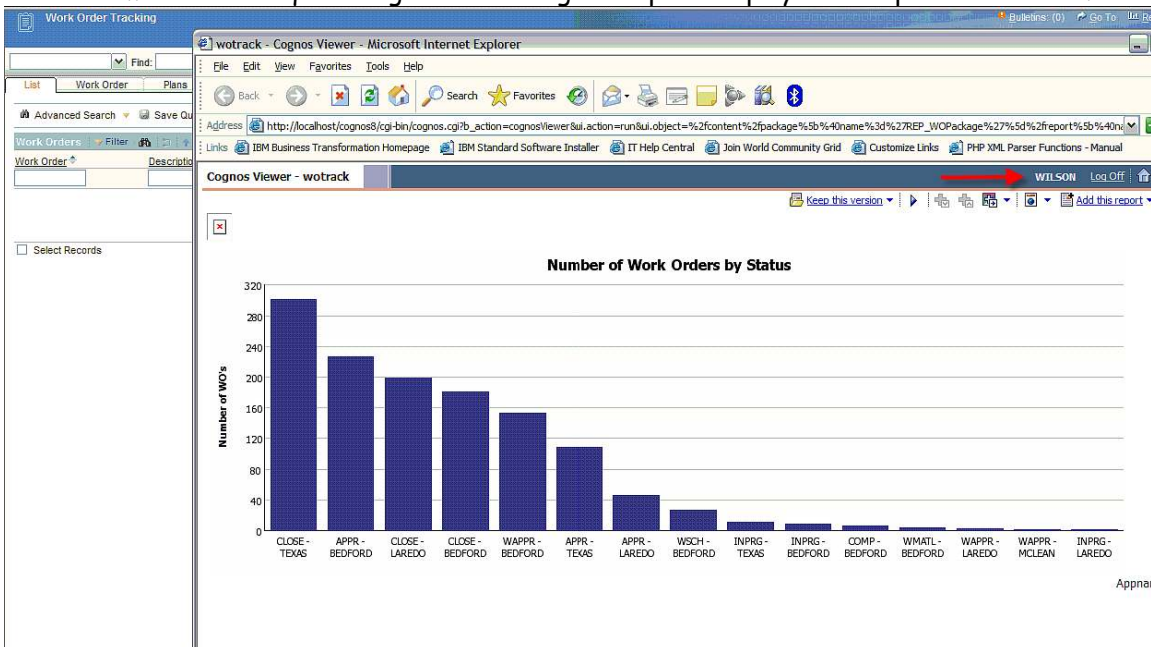 Work Order Tracking
Bulletins: (0) Go To
Find:
List Work Order Plans
Advanced Search Save
Work Orders Filter
Work Order
Select Records
wotrack - Cognos Viewer - Microsoft Internet Explorer
File Edit View Favorites Tools Help
Back Search Favorites
Address http://localhost/cognos8/cgi-bin/cognos.cgi?b_action=cognosViewer&ui.action=run&ui.object=%2fcontent%2fpackage%5b%40name%3d%27REP_WOPackage%27%5d%2freport%5b%40n
Links IBM Business Transformation Homepage IBM Standard Software Installer IT Help Central Join World Community Grid Customize Links PHP XML Parser Functions - Manual
Cognos Viewer - wotrack WILSON Log Off
Keep this version Add this report
Number of Work Orders by Status
Number of WO's
320
280
240
200
160
120
80
40
0
CLOSE - TEXAS
APPR - BEDFORD
CLOSE - LAREDO
CLOSE - BEDFORD
WAPPR - BEDFORD
APPR - TEXAS
APPR - LAREDO
WSCH - BEDFORD
INPRG - TEXAS
INPRG - BEDFORD
COMP - BEDFORD
WMATL - BEDFORD
WAPPR - LAREDO
WAPPR - MCLEAN
INPRG - LAREDO